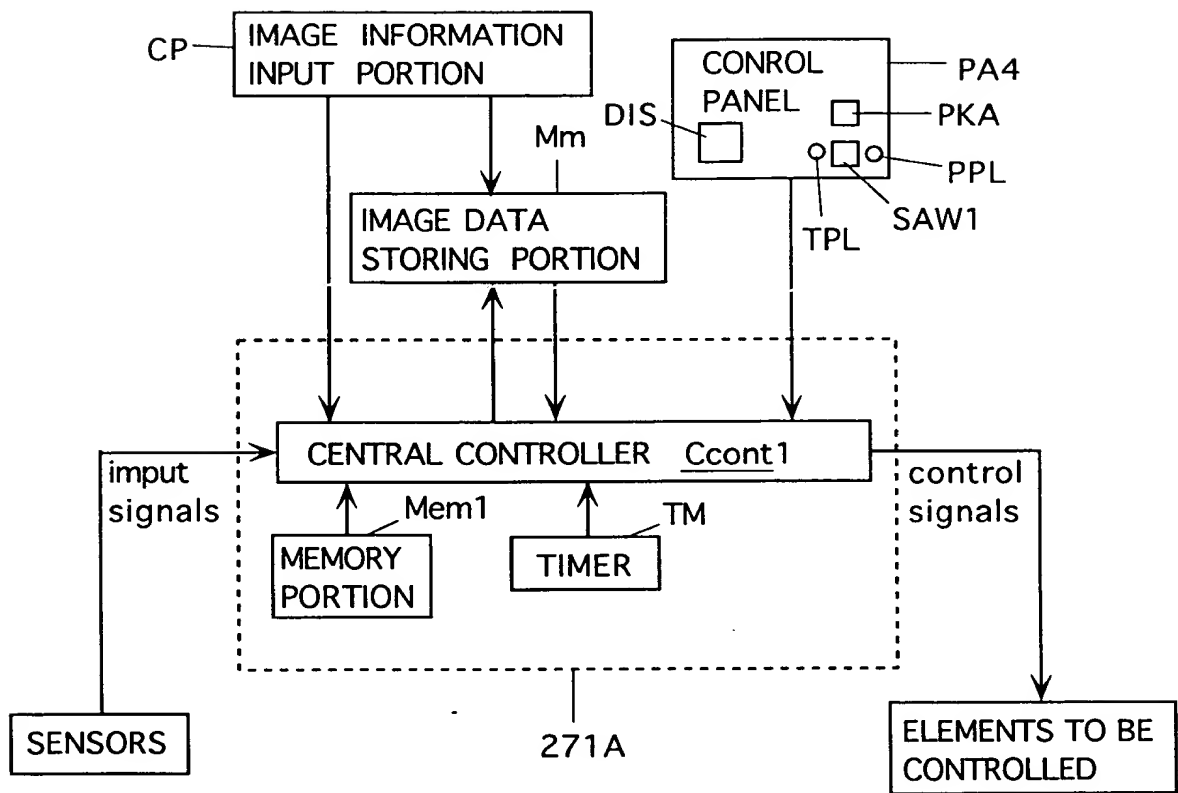 CP
IMAGE INFORMATION
INPUT PORTION
CONROL
PANEL
PA4
DIS
PKA
Mm
PPL
SAW1
TPL
IMAGE DATA
STORING PORTION
CENTRAL CONTROLLER Ccont1
imput
signals
control
signals
Mem1
TM
MEMORY
PORTION
TIMER
SENSORS
271A
ELEMENTS TO BE
CONTROLLED